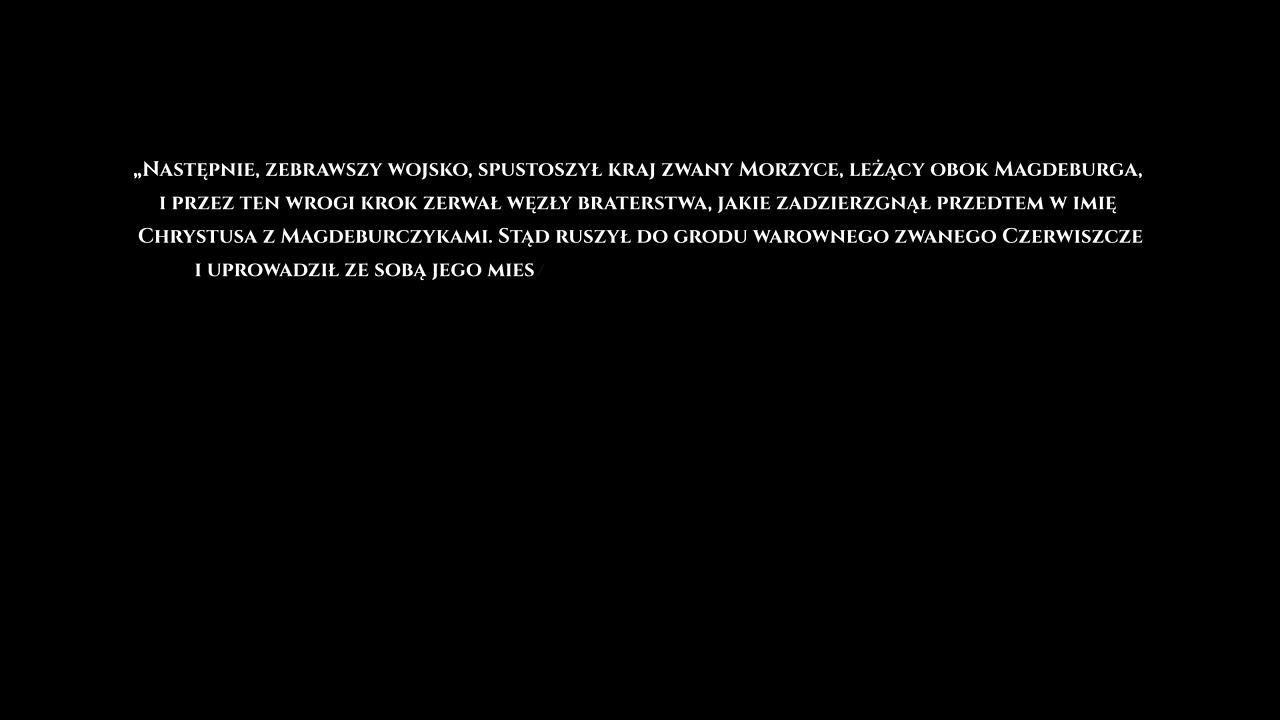 „Następnie, zebrawszy wojsko, spustoszył kraj zwany Morzyce, leżący obok Magdeburga,
i przez ten wrogi krok zerwał węzły braterstwa, jakie zadzierzgnął przedtem w imię
Chrystusa z Magdeburczykami. Stąd ruszył do grodu warownego zwanego Czerwiszcze
i uprowadził ze sobą jego mies